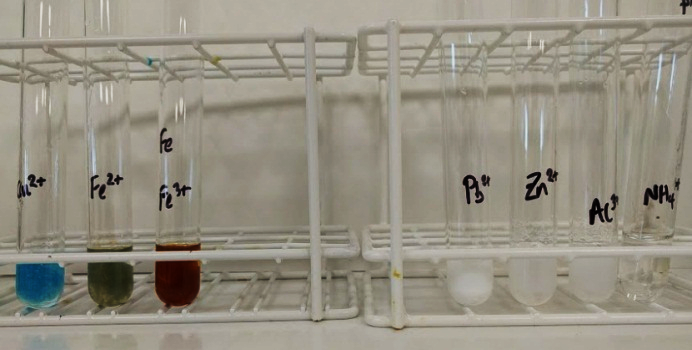 Cu²⁺
Fe²⁺
Fe
Fe³⁺
Pb²⁺
Zn²⁺
Al³⁺
NH₄⁺